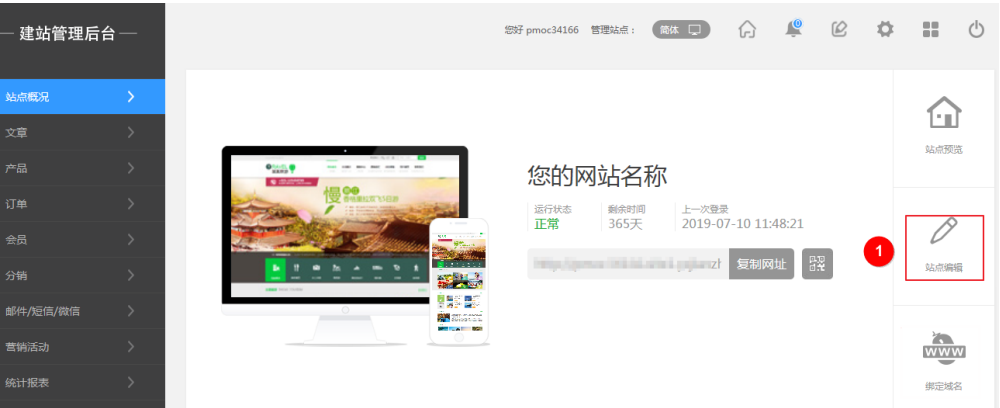 建站管理后台
您好 pmoc34166 管理站点： 简体
站点概况
文章
产品
订单
会员
分销
邮件/短信/微信
营销活动
统计报表
慢
您的网站名称
运行状态 剩余时间 上一次登录
正常 365天 2019-07-10 11:48:21
复制网址
站点预览
1
站点编辑
WWW
绑定域名